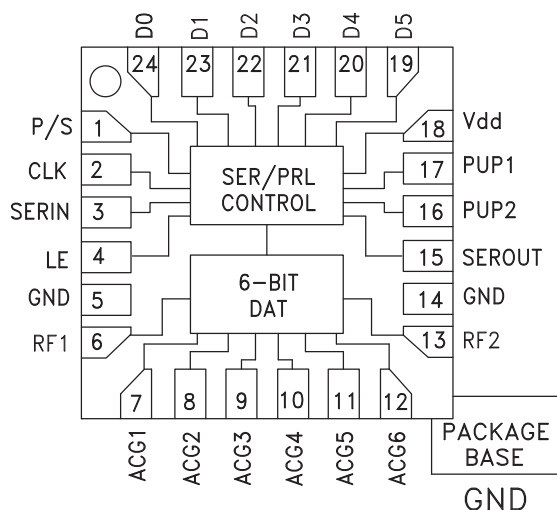 D0 D1 D2 D3 D4 D5
24 23 22 21 20 19
P/S 1 18 Vdd
CLK 2 17 PUP1
SERIN 3 16 PUP2
SER/PRL
CONTROL
LE 4 15 SEROUT
GND 5 14 GND
6-BIT
DAT
RF1 6 13 RF2
7 8 9 10 11 12
ACG1 ACG2 ACG3 ACG4 ACG5 ACG6
PACKAGE
BASE
GND